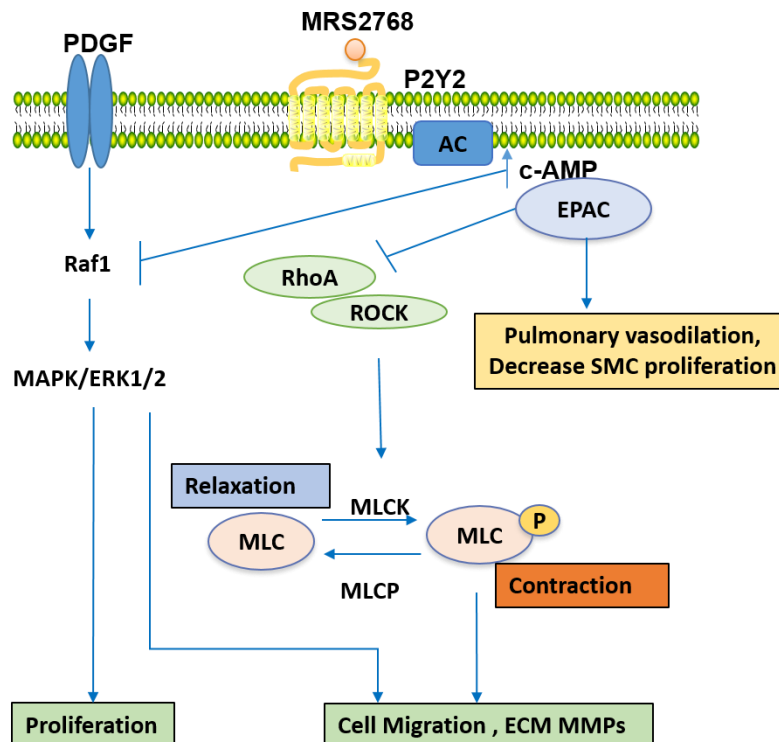 MRS2768
PDGF
P2Y2
AC
c-AMP
EPAC
Raf1
RhoA
ROCK
Pulmonary vasodilation,
Decrease SMC proliferation
MAPK/ERK1/2
Relaxation
MLCK
MLC
MLC
P
MLCP
Contraction
Proliferation
Cell Migration , ECM MMPs